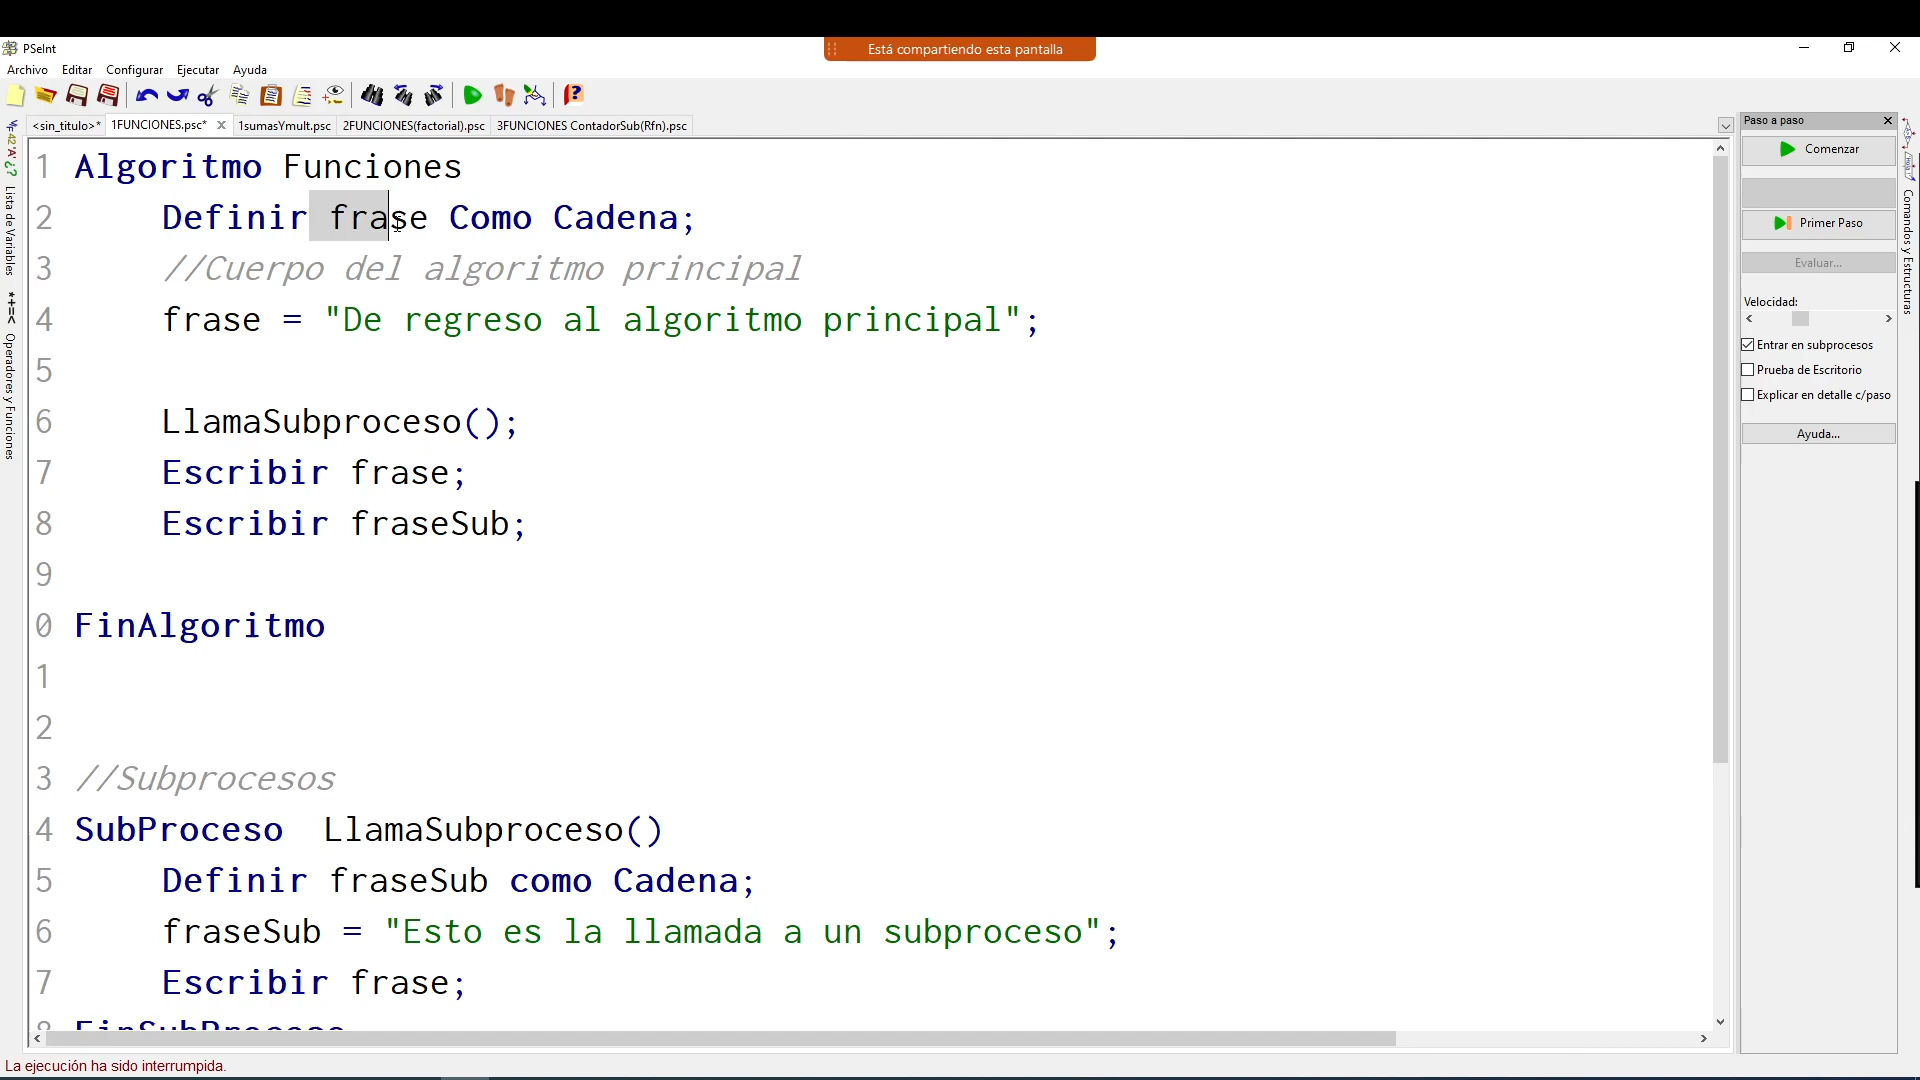 PSeInt
Está compartiendo esta pantalla
Archivo Editar Configurar Ejecutar Ayuda
<sin_titulo>* 1FUNCIONES.psc* 1sumasYmult.psc 2FUNCIONES(factorial).psc 3FUNCIONES ContadorSub(Rfn).psc
Lista de Variables
*+=< Operadores y Funciones
1 Algoritmo Funciones
2 Definir frase Como Cadena;
3 //Cuerpo del algoritmo principal
4 frase = "De regreso al algoritmo principal";
5
6 LlamaSubproceso();
7 Escribir frase;
8 Escribir fraseSub;
9
0 FinAlgoritmo
1
2
3 //Subprocesos
4 SubProceso LlamaSubproceso()
5 Definir fraseSub como Cadena;
6 fraseSub = "Esto es la llamada a un subproceso";
7 Escribir frase;
8 FinSubProceso
Paso a paso
Comenzar
Primer Paso
Evaluar...
Velocidad:
Entrar en subprocesos
Prueba de Escritorio
Explicar en detalle c/paso
Ayuda...
Comandos y Estructuras
La ejecución ha sido interrumpida.